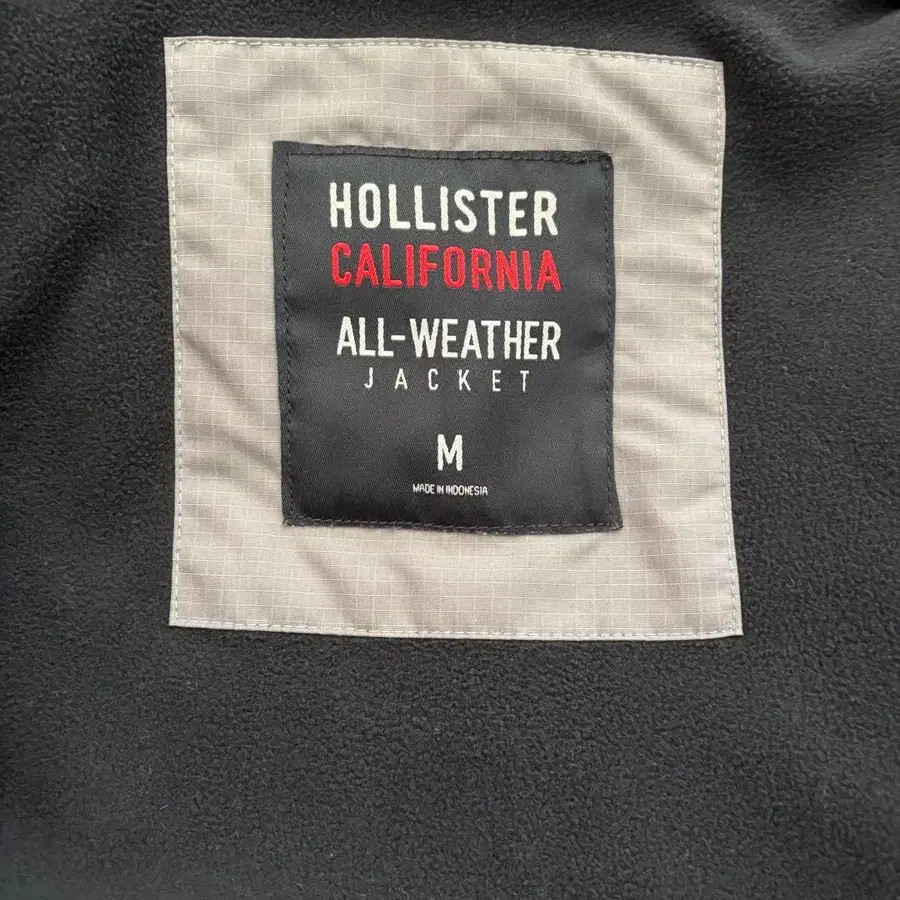 HOLLISTER
CALIFORNIA
ALL-WEATHER
JACKET
M
MADE IN INDONESIA